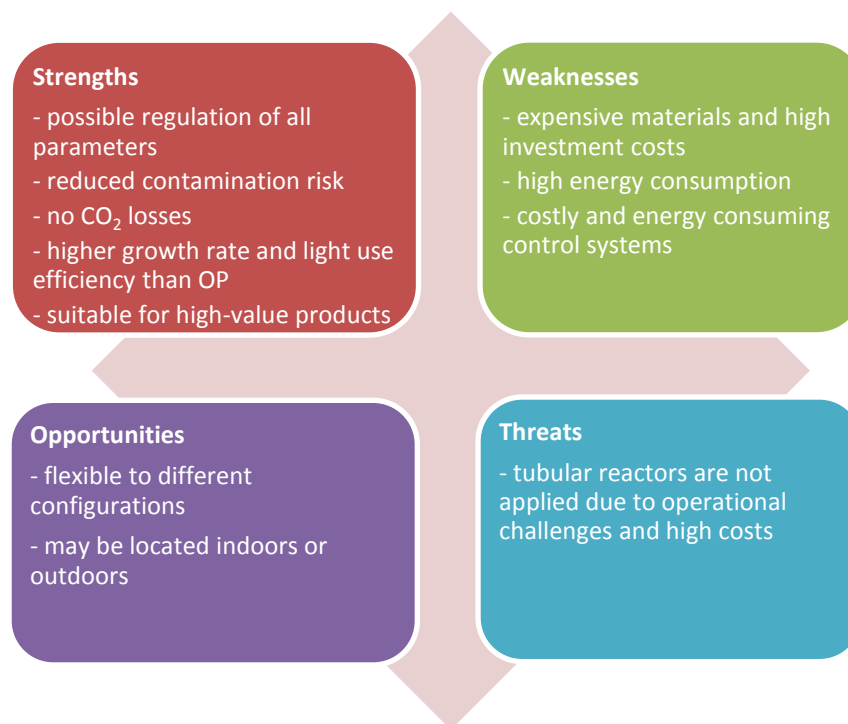 Strengths
- possible regulation of all
parameters
- reduced contamination risk
- no CO₂ losses
- higher growth rate and light use
efficiency than OP
- suitable for high-value products
Weaknesses
- expensive materials and high
investment costs
- high energy consumption
- costly and energy consuming
control systems
Opportunities
- flexible to different
configurations
- may be located indoors or
outdoors
Threats
- tubular reactors are not
applied due to operational
challenges and high costs